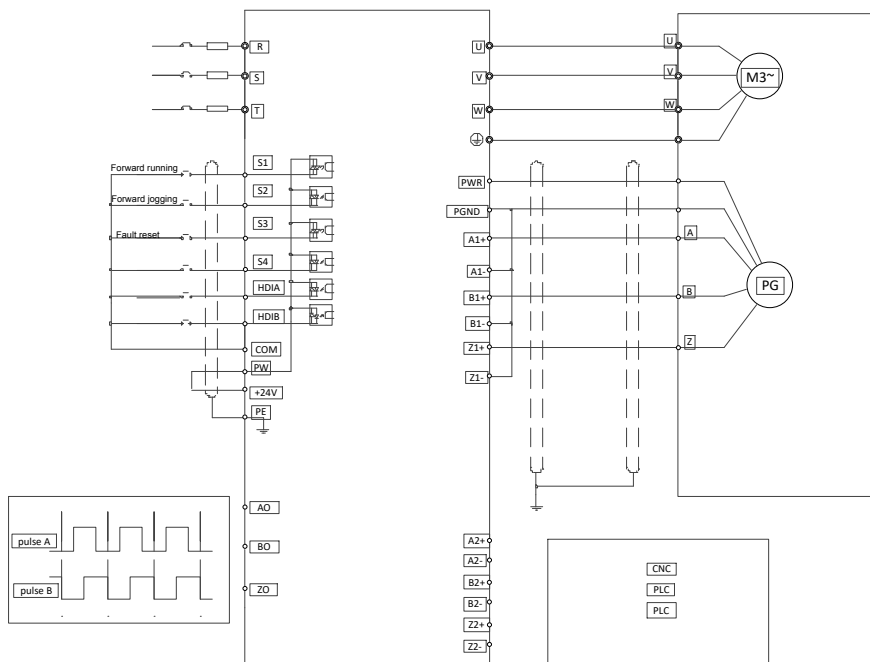 R
S
T
U
V
W
U
V
W
M3~
Forward running
S1
Forward jogging
S2
Fault reset
S3
S4
HDIA
HDIB
COM
PW
+24V
PE
PWR
PGND
A1+
A1-
B1+
B1-
Z1+
Z1-
A
B
Z
PG
pulse A
pulse B
AO
BO
ZO
A2+
A2-
B2+
B2-
Z2+
Z2-
CNC
PLC
PLC